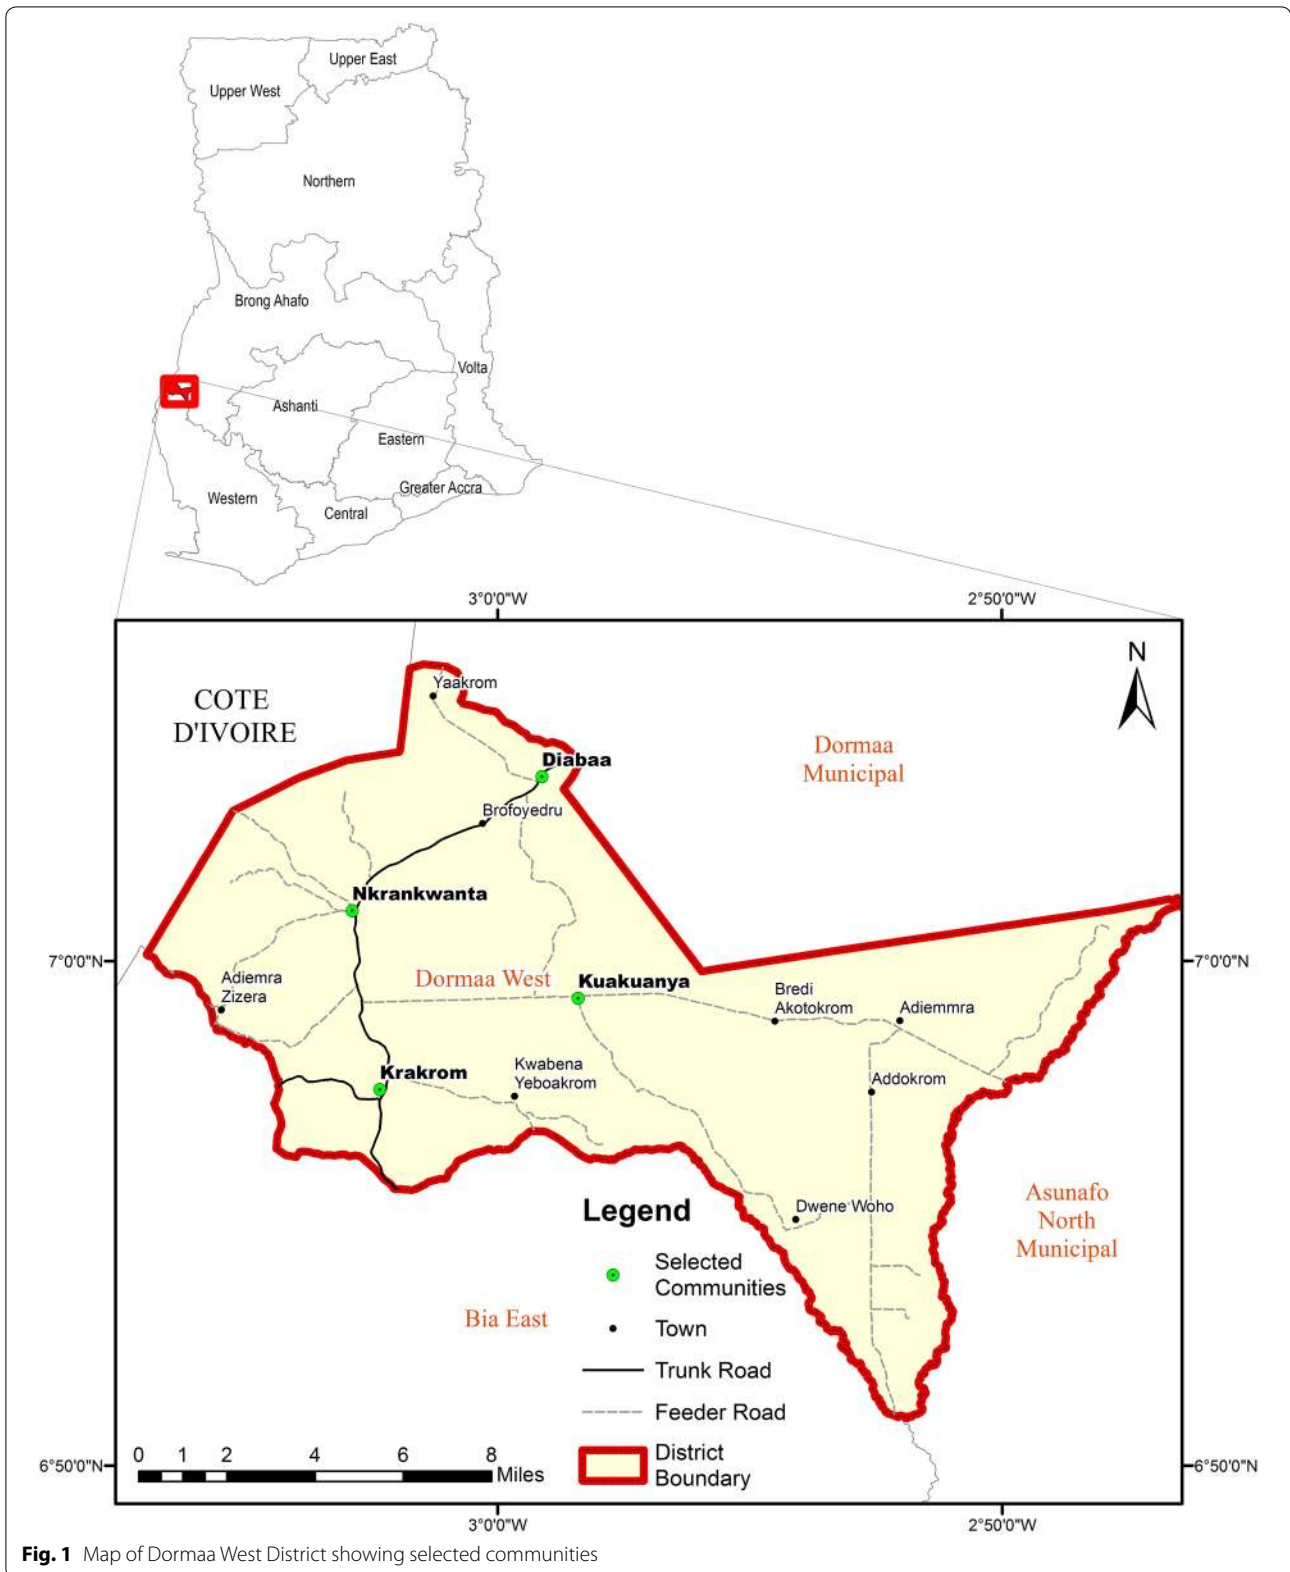 Upper East
Upper West
Northern
Brong Ahafo
Volta
Ashanti
Eastern
Greater Accra
Western
Central
3°0'0"W
2°50'0"W
N
COTE
D'IVOIRE
Yaakrom
Dormaa
Municipal
Diabaa
Brofoyedru
Nkrankwanta
7°0'0"N
7°0'0"N
Adiemra
Zizera
Dormaa West
Kuakuanya
Bredi
Akotokrom
Adiemmra
Krakrom
Kwabena
Yeboakrom
Addokrom
Dwene Woho
Asunafo
North
Municipal
Bia East
Legend
Selected
Communities
Town
Trunk Road
Feeder Road
District
Boundary
0 1 2 4 6 8
Miles
6°50'0"N
6°50'0"N
3°0'0"W
2°50'0"W
Fig. 1 Map of Dormaa West District showing selected communities